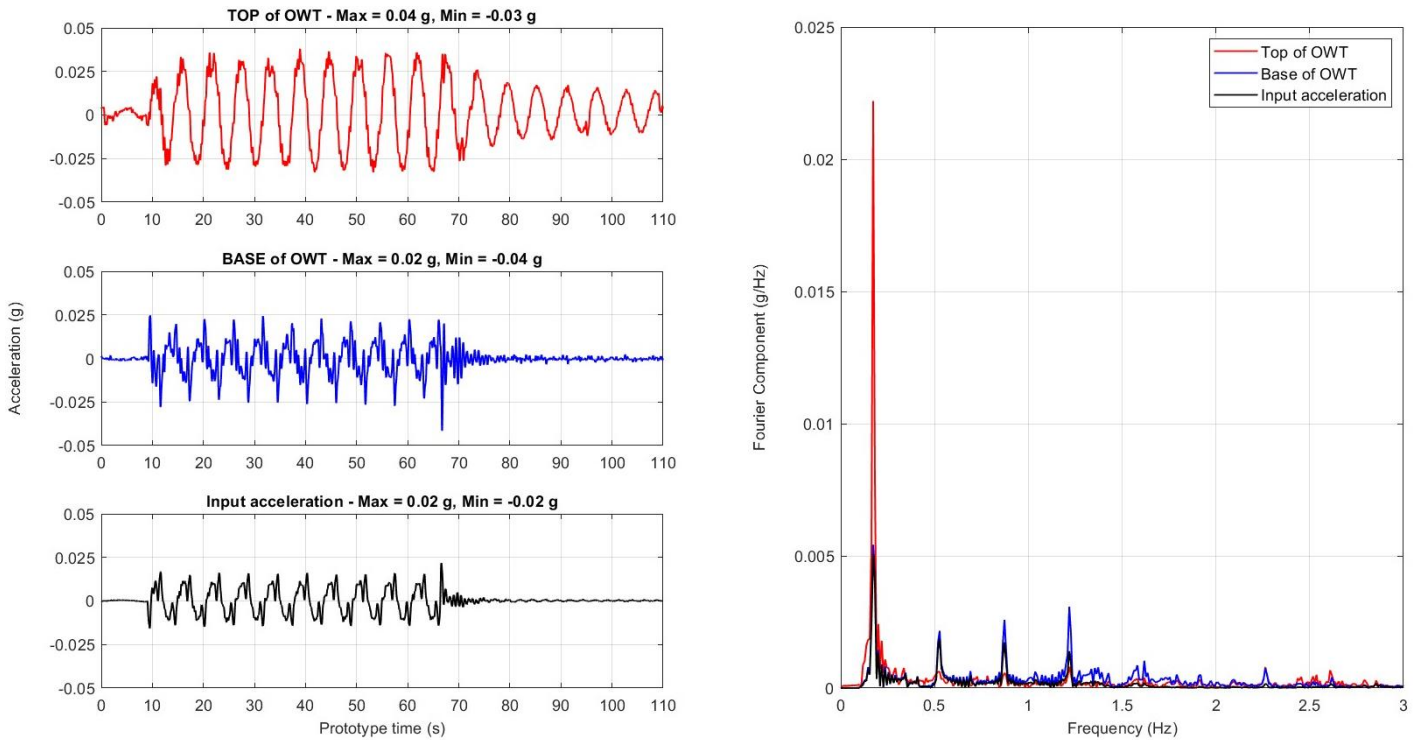 TOP of OWT - Max = 0.04 g, Min = -0.03 g
0.05
0.025
0
-0.025
-0.05
0 10 20 30 40 50 60 70 80 90 100 110
BASE of OWT - Max = 0.02 g, Min = -0.04 g
0.05
0.025
0
-0.025
-0.05
0 10 20 30 40 50 60 70 80 90 100 110
Acceleration (g)
Input acceleration - Max = 0.02 g, Min = -0.02 g
0.05
0.025
0
-0.025
-0.05
0 10 20 30 40 50 60 70 80 90 100 110
Prototype time (s)
0.025
0.02
0.015
0.01
0.005
0
Fourier Component (g/Hz)
Top of OWT
Base of OWT
Input acceleration
0 0.5 1 1.5 2 2.5 3
Frequency (Hz)